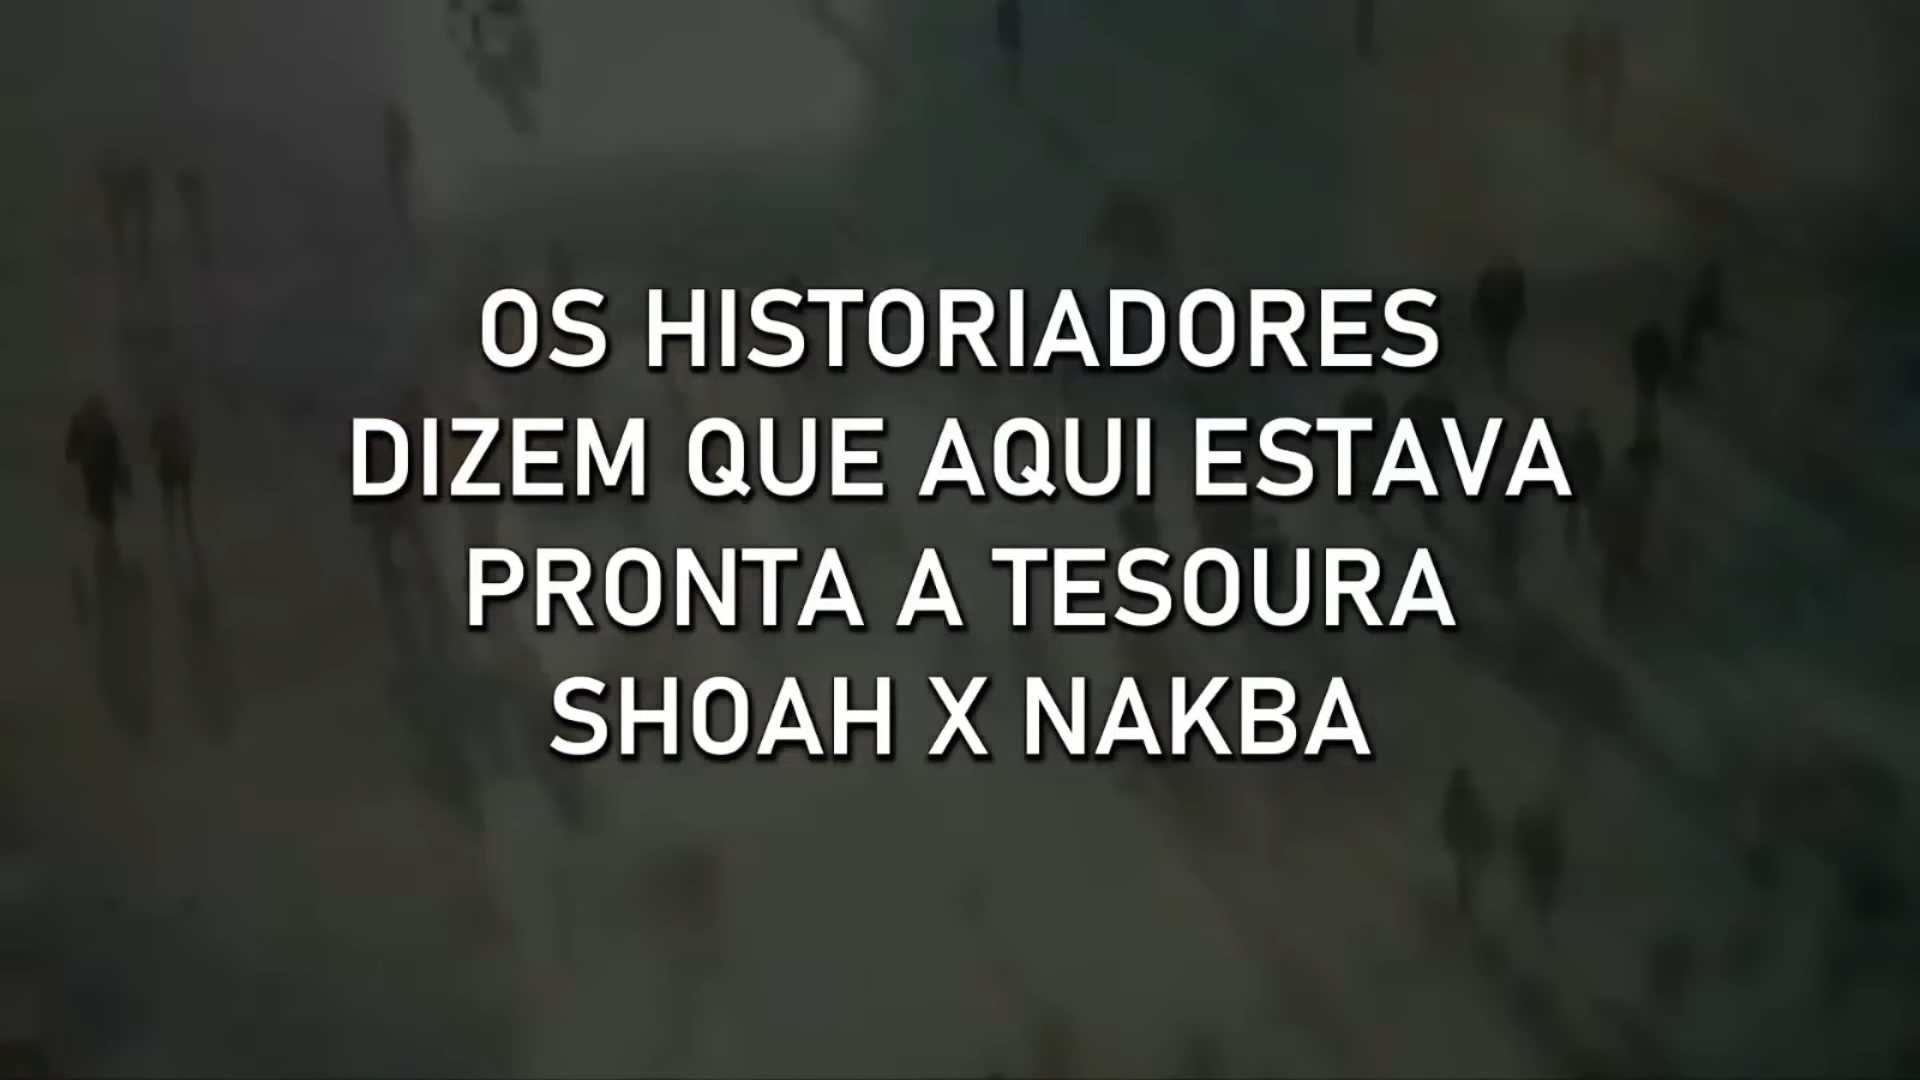 OS HISTORIADORES
DIZEM QUE AQUI ESTAVA
PRONTA A TESOURA
SHOAH X NAKBA